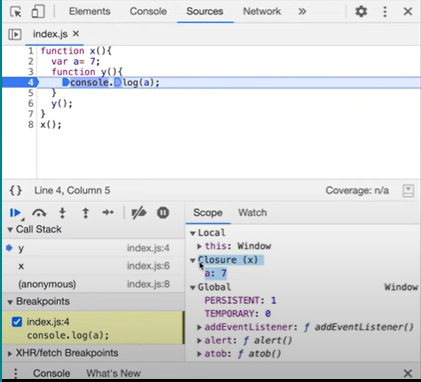 Elements Console Sources Network »
index.js ×
1 function x(){
2 var a= 7;
3 function y(){
4 console.log(a);
5 }
6 y();
7 }
8 x();
{} Line 4, Column 5 Coverage: n/a
Scope Watch
Call Stack
y index.js:4
x index.js:6
(anonymous) index.js:8
Breakpoints
index.js:4
console.log(a);
XHR/fetch Breakpoints
Local
this: Window
Closure (x)
a: 7
Global Window
PERSISTENT: 1
TEMPORARY: 0
addEventListener: ƒ addEventListener()
alert: ƒ alert()
atob: ƒ atob()
Console What's New